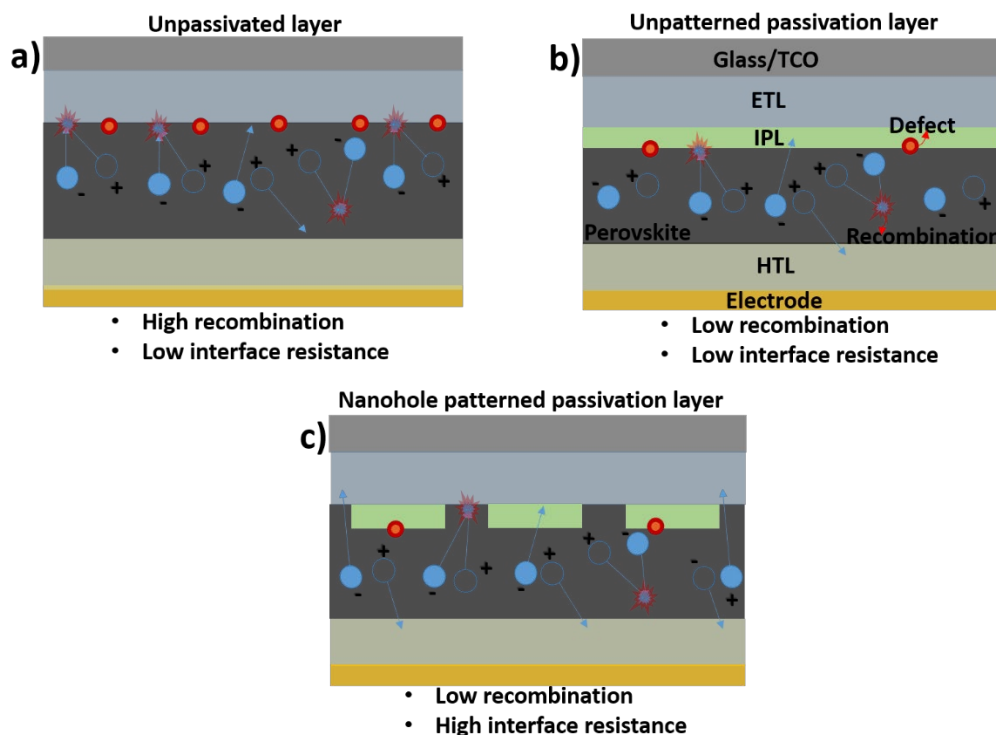 Unpassivated layer
a)
• High recombination
• Low interface resistance
Unpatterned passivation layer
b)
Glass/TCO
ETL
IPL
Defect
Perovskite
Recombination
HTL
Electrode
• Low recombination
• Low interface resistance
Nanohole patterned passivation layer
c)
• Low recombination
• High interface resistance